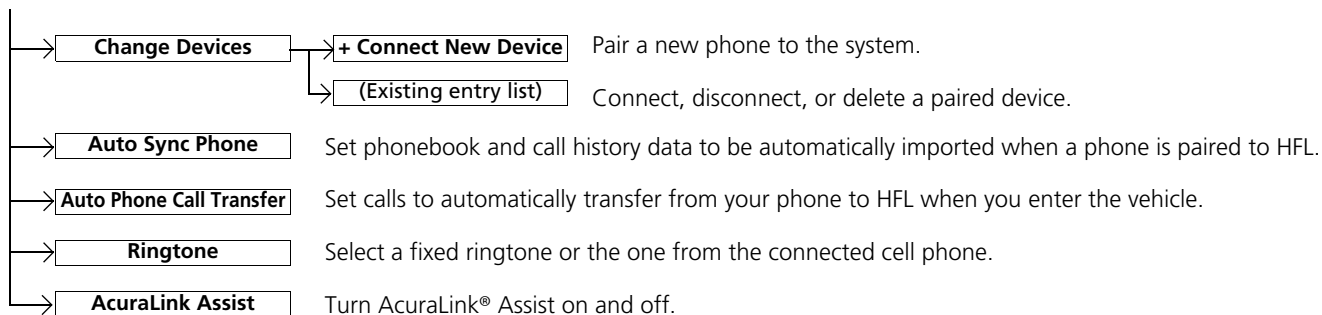 Change Devices + Connect New Device Pair a new phone to the system.
(Existing entry list) Connect, disconnect, or delete a paired device.
Auto Sync Phone Set phonebook and call history data to be automatically imported when a phone is paired to HFL.
Auto Phone Call Transfer Set calls to automatically transfer from your phone to HFL when you enter the vehicle.
Ringtone Select a fixed ringtone or the one from the connected cell phone.
AcuraLink Assist Turn AcuraLink® Assist on and off.